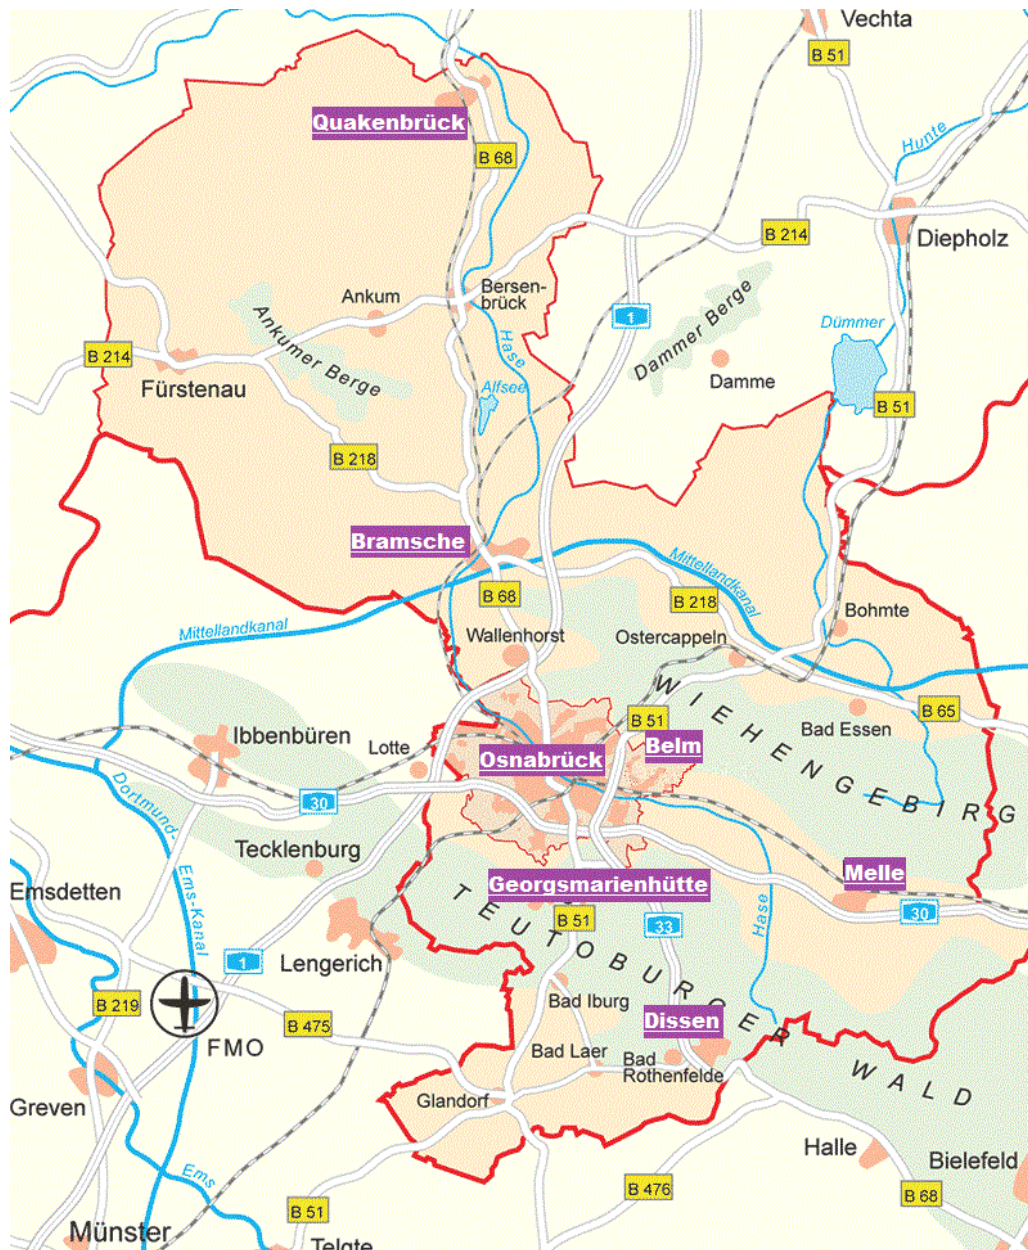 Vechta
B 51
Quakenbrück
Hunte
B 68
B 214
Diepholz
Ankum
Bersen-
brück
Ankumer Berge
Hase
1
Dammer Berge
Dümmer
B 214
Fürstenau
Alfsee
Damme
B 51
B 218
Bramsche
Mittellandkanal
B 68
B 218
Bohmte
Mittellandkanal
Wallenhorst
Ostercappeln
WIEHENGEBIRG
B 51
B 65
Bad Essen
Ibbenbüren
Lotte
Osnabrück
Belm
Dortmund-
Ems-Kanal
30
Tecklenburg
Emsdetten
Georgsmarienhütte
Melle
TEUTOBURGER WALD
B 51
33
Hase
30
Lengerich
1
B 219
Bad Iburg
Dissen
B 475
FMO
Bad Laer
Bad
Rothenfelde
Glandorf
Greven
Halle
Bielefeld
Ems
B 476
B 68
B 51
Münster
Telgte